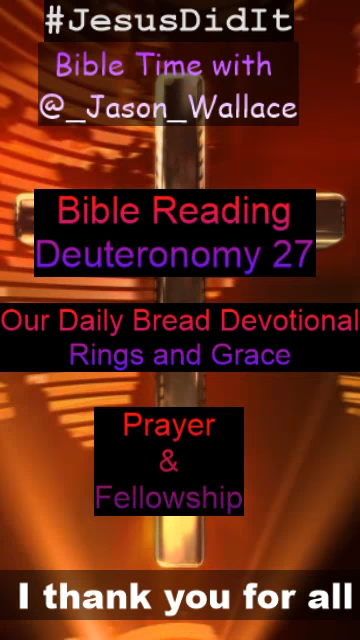 #JesusDidIt
Bible Time with
@_Jason_Wallace
Bible Reading
Deuteronomy 27
Our Daily Bread Devotional
Rings and Grace
Prayer
&
Fellowship
I thank you for all